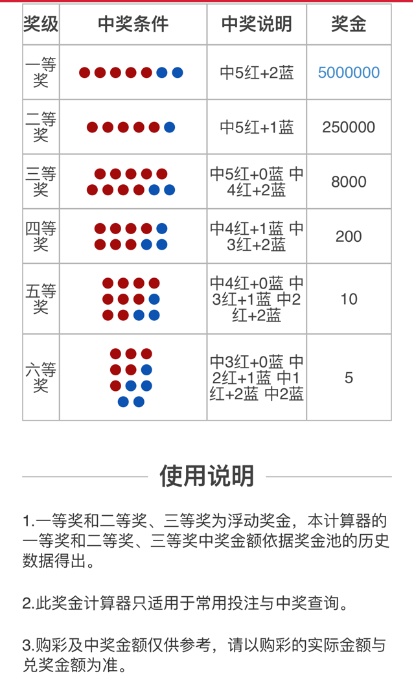 奖级 中奖条件 中奖说明 奖金
一等
奖
中5红+2蓝
5000000
二等
奖
中5红+1蓝
250000
三等
奖
中5红+0蓝 中
4红+2蓝
8000
四等
奖
中4红+1蓝 中
3红+2蓝
200
五等
奖
中4红+0蓝 中
3红+1蓝 中2
红+2蓝
10
六等
奖
中3红+0蓝 中
2红+1蓝 中1
红+2蓝 中2蓝
5
使用说明
1.一等奖和二等奖、三等奖为浮动奖金，本计算器的
一等奖和二等奖、三等奖中奖金额依据奖金池的历史
数据得出。
2.此奖金计算器只适用于常用投注与中奖查询。
3.购彩及中奖金额仅供参考，请以购彩的实际金额与
兑奖金额为准。